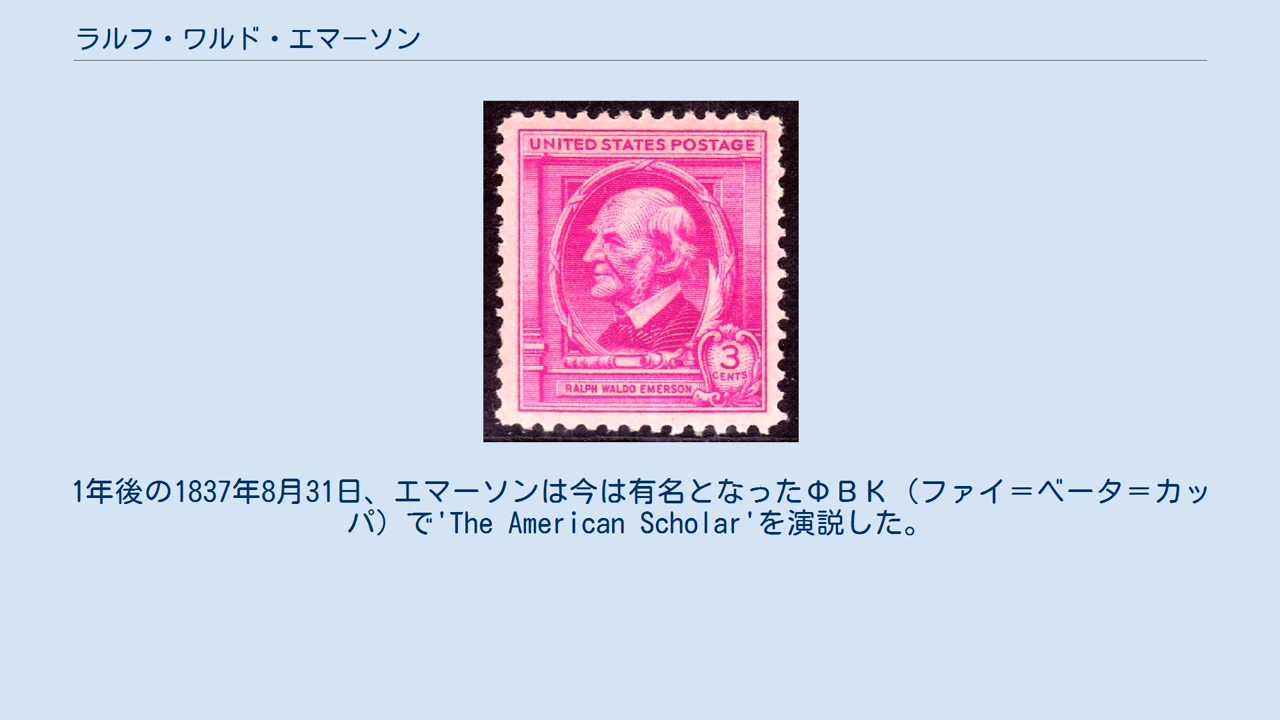 ラルフ・ワルド・エマーソン
UNITED STATES POSTAGE
3
CENTS
RALPH WALDO EMERSON
1年後の1837年8月31日、エマーソンは今は有名となったΦＢＫ（ファイ＝ベータ＝カッ
パ）で'The American Scholar'を演説した。